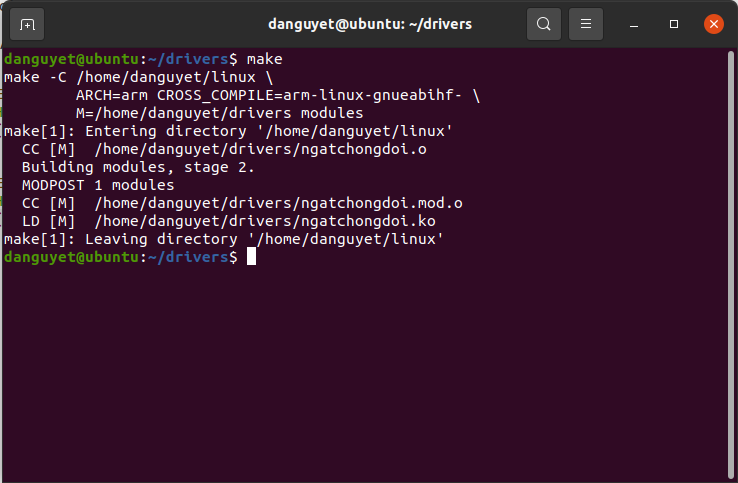 danguyet@ubuntu: ~/drivers
danguyet@ubuntu:~/drivers$ make
make -C /home/danguyet/linux \
        ARCH=arm CROSS_COMPILE=arm-linux-gnueabihf- \
        M=/home/danguyet/drivers modules
make[1]: Entering directory '/home/danguyet/linux'
  CC [M]  /home/danguyet/drivers/ngatchongdoi.o
  Building modules, stage 2.
  MODPOST 1 modules
  CC [M]  /home/danguyet/drivers/ngatchongdoi.mod.o
  LD [M]  /home/danguyet/drivers/ngatchongdoi.ko
make[1]: Leaving directory '/home/danguyet/linux'
danguyet@ubuntu:~/drivers$